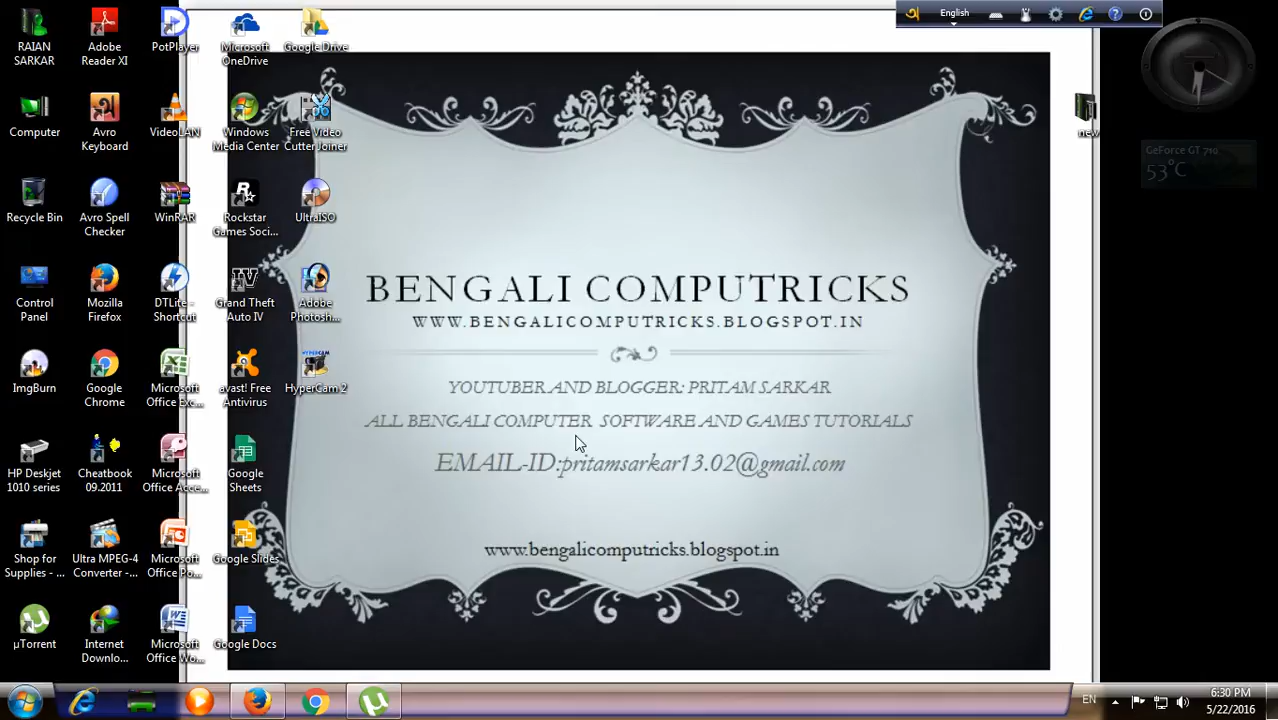 English
RAIAN SARKAR
Adobe Reader XI
PotPlayer
Microsoft OneDrive
Google Drive
Computer
Avro Keyboard
VideoLAN
Windows Media Center
Free Video Cutter Joiner
new
GeForce GT 710
53°C
Recycle Bin
Avro Spell Checker
WinRAR
Rockstar Games Soci...
UltraISO
Control Panel
Mozilla Firefox
DTLite - Shortcut
Grand Theft Auto IV
Adobe Photosh...
BENGALI COMPUTRICKS
WWW.BENGALICOMPUTRICKS.BLOGSPOT.IN
ImgBurn
Google Chrome
Microsoft Office Exc...
avast! Free Antivirus
HYPERCAM
HyperCam 2
YOUTUBER AND BLOGGER: PRITAM SARKAR
ALL BENGALI COMPUTER SOFTWARE AND GAMES TUTORIALS
EMAIL-ID:pritamsarkar13.02@gmail.com
HP Deskjet 1010 series
Cheatbook 09.2011
Microsoft Office Acce...
Google Sheets
www.bengalicomputricks.blogspot.in
Shop for Supplies - ...
Ultra MPEG-4 Converter -...
Microsoft Office Po...
Google Slides
µTorrent
Internet Downlo...
Microsoft Office Wo...
Google Docs
EN
6:30 PM
5/22/2016